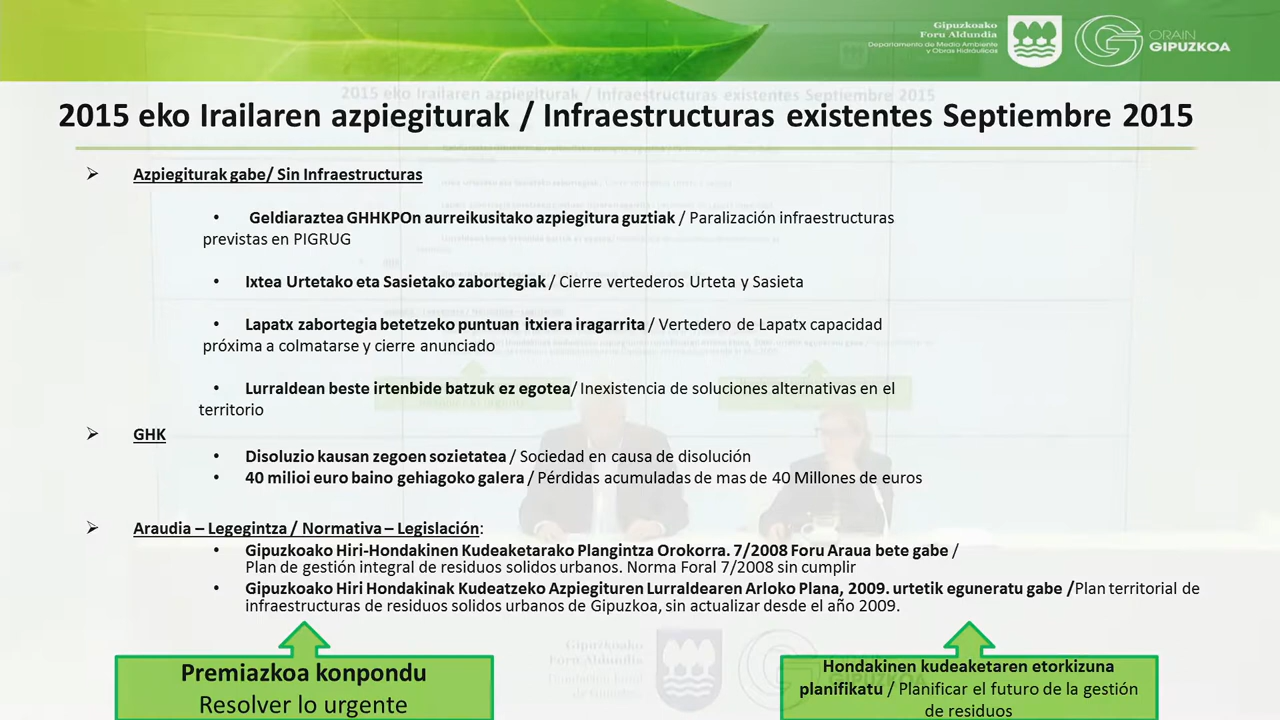 Gipuzkoako
Foru Aldundia
Departamento de Medio Ambiente
y Obras Hidráulicas
ORAIN
GIPUZKOA
2015 eko Irailaren azpiegiturak / Infraestructuras existentes Septiembre 2015
Azpiegiturak gabe/ Sin Infraestructuras
• Geldiaraztea GHHKPOn aurreikusitako azpiegitura guztiak / Paralización infraestructuras
previstas en PIGRUG
• Ixtea Urtetako eta Sasietako zabortegiak / Cierre vertederos Urteta y Sasieta
• Lapatx zabortegia betetzeko puntuan itxiera iragarrita / Vertedero de Lapatx capacidad
próxima a colmatarse y cierre anunciado
• Lurraldean beste irtenbide batzuk ez egotea/ Inexistencia de soluciones alternativas en el
territorio
GHK
• Disoluzio kausan zegoen sozietatea / Sociedad en causa de disolución
• 40 milioi euro baino gehiagoko galera / Pérdidas acumuladas de mas de 40 Millones de euros
Araudia – Legegintza / Normativa – Legislación:
• Gipuzkoako Hiri-Hondakinen Kudeaketarako Plangintza Orokorra. 7/2008 Foru Araua bete gabe /
Plan de gestión integral de residuos solidos urbanos. Norma Foral 7/2008 sin cumplir
• Gipuzkoako Hiri Hondakinak Kudeatzeko Azpiegituren Lurraldearen Arloko Plana, 2009. urtetik eguneratu gabe /Plan territorial de
infraestructuras de residuos solidos urbanos de Gipuzkoa, sin actualizar desde el año 2009.
Premiazkoa konpondu
Resolver lo urgente
Hondakinen kudeaketaren etorkizuna
planifikatu / Planificar el futuro de la gestión
de residuos